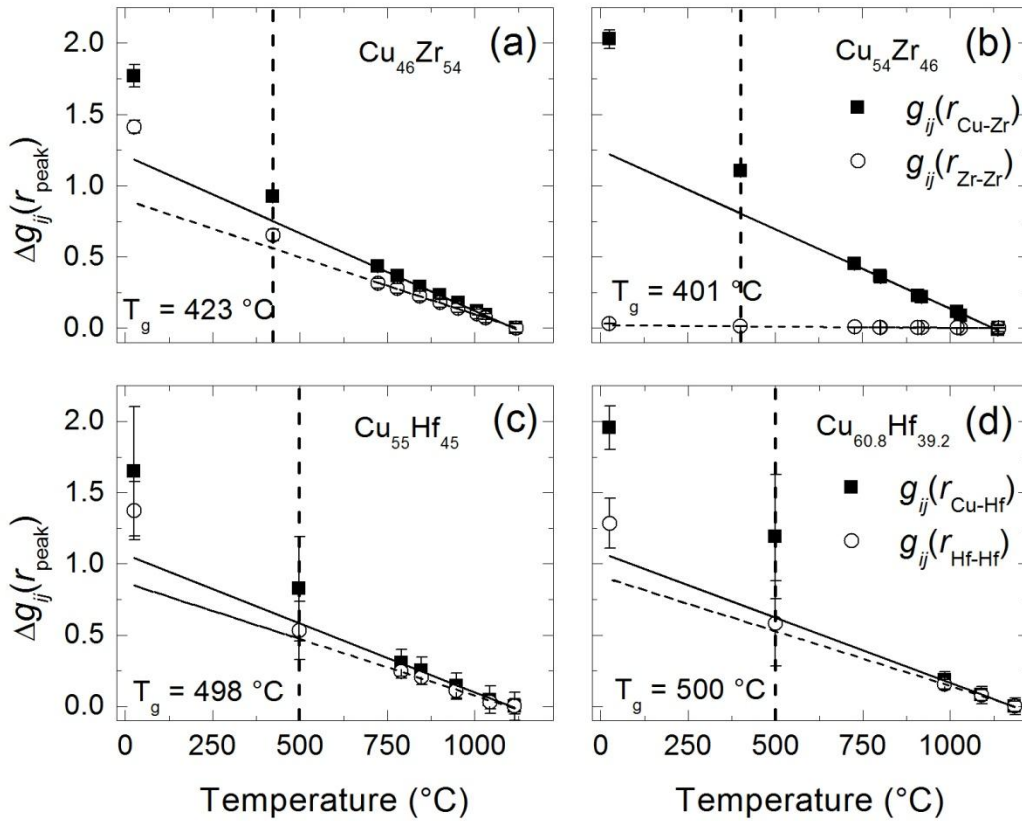 (a)
Cu46Zr54
2.0
1.5
1.0
0.5
0.0
Δgij(rpeak)
Tg = 423 °C
(b)
Cu54Zr46
gij(rCu-Zr)
gij(rZr-Zr)
Tg = 401 °C
(c)
Cu55Hf45
2.0
1.5
1.0
0.5
0.0
Δgij(rpeak)
Tg = 498 °C
0 250 500 750 1000
Temperature (°C)
(d)
Cu60.8Hf39.2
gij(rCu-Hf)
gij(rHf-Hf)
Tg = 500 °C
0 250 500 750 1000
Temperature (°C)